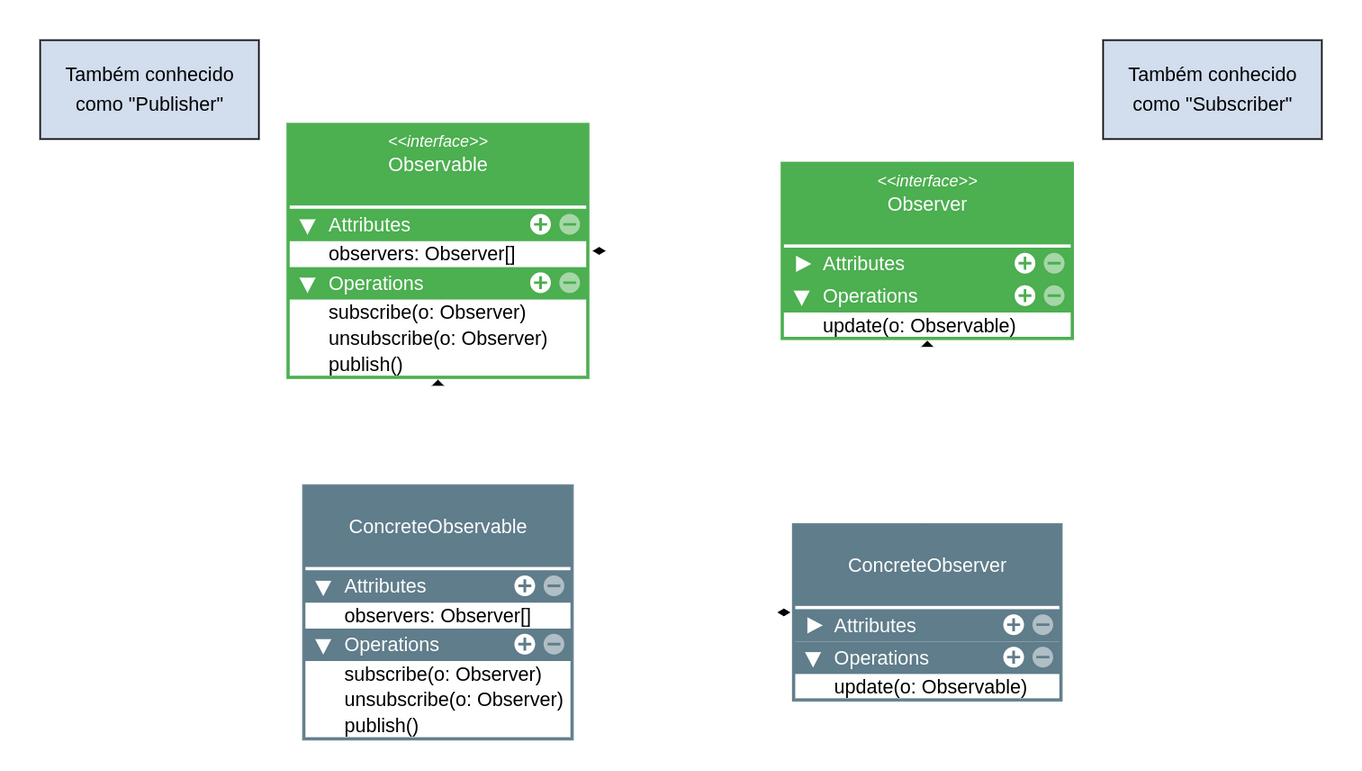 Também conhecido
como "Publisher"
Também conhecido
como "Subscriber"
<<interface>>
Observable
Attributes
observers: Observer[]
Operations
subscribe(o: Observer)
unsubscribe(o: Observer)
publish()
<<interface>>
Observer
Attributes
Operations
update(o: Observable)
ConcreteObservable
Attributes
observers: Observer[]
Operations
subscribe(o: Observer)
unsubscribe(o: Observer)
publish()
ConcreteObserver
Attributes
Operations
update(o: Observable)